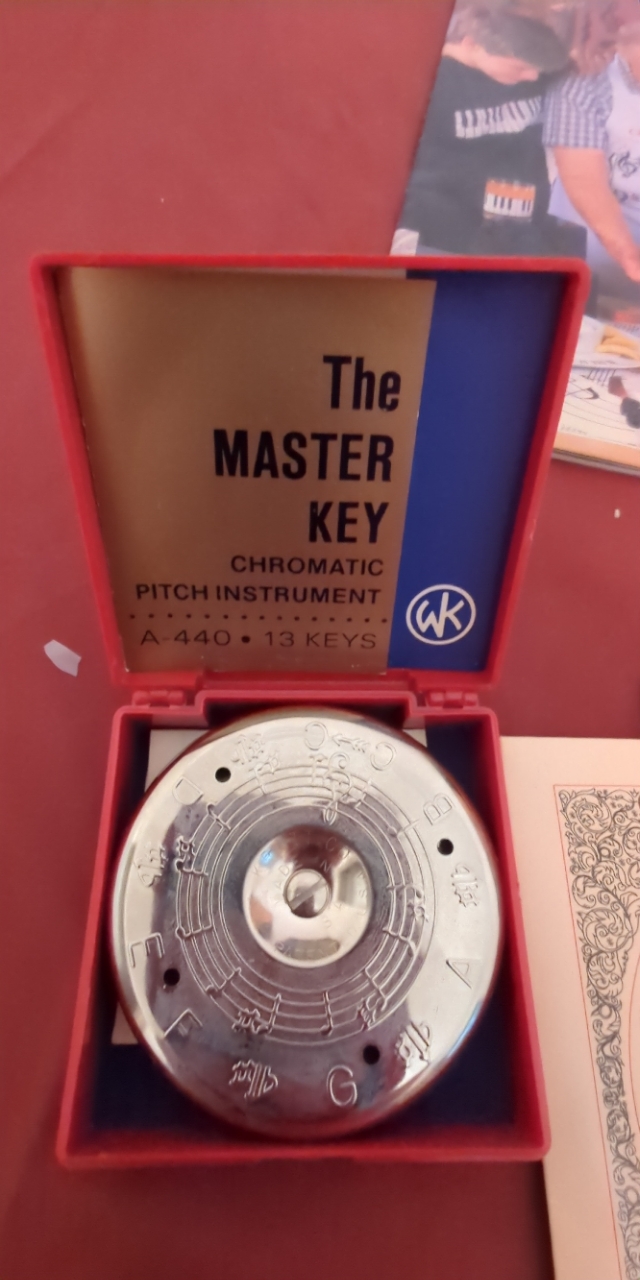 The
MASTER
KEY
CHROMATIC
PITCH INSTRUMENT
A-440 • 13 KEYS
WK
C C
B
A
G
F
E
D